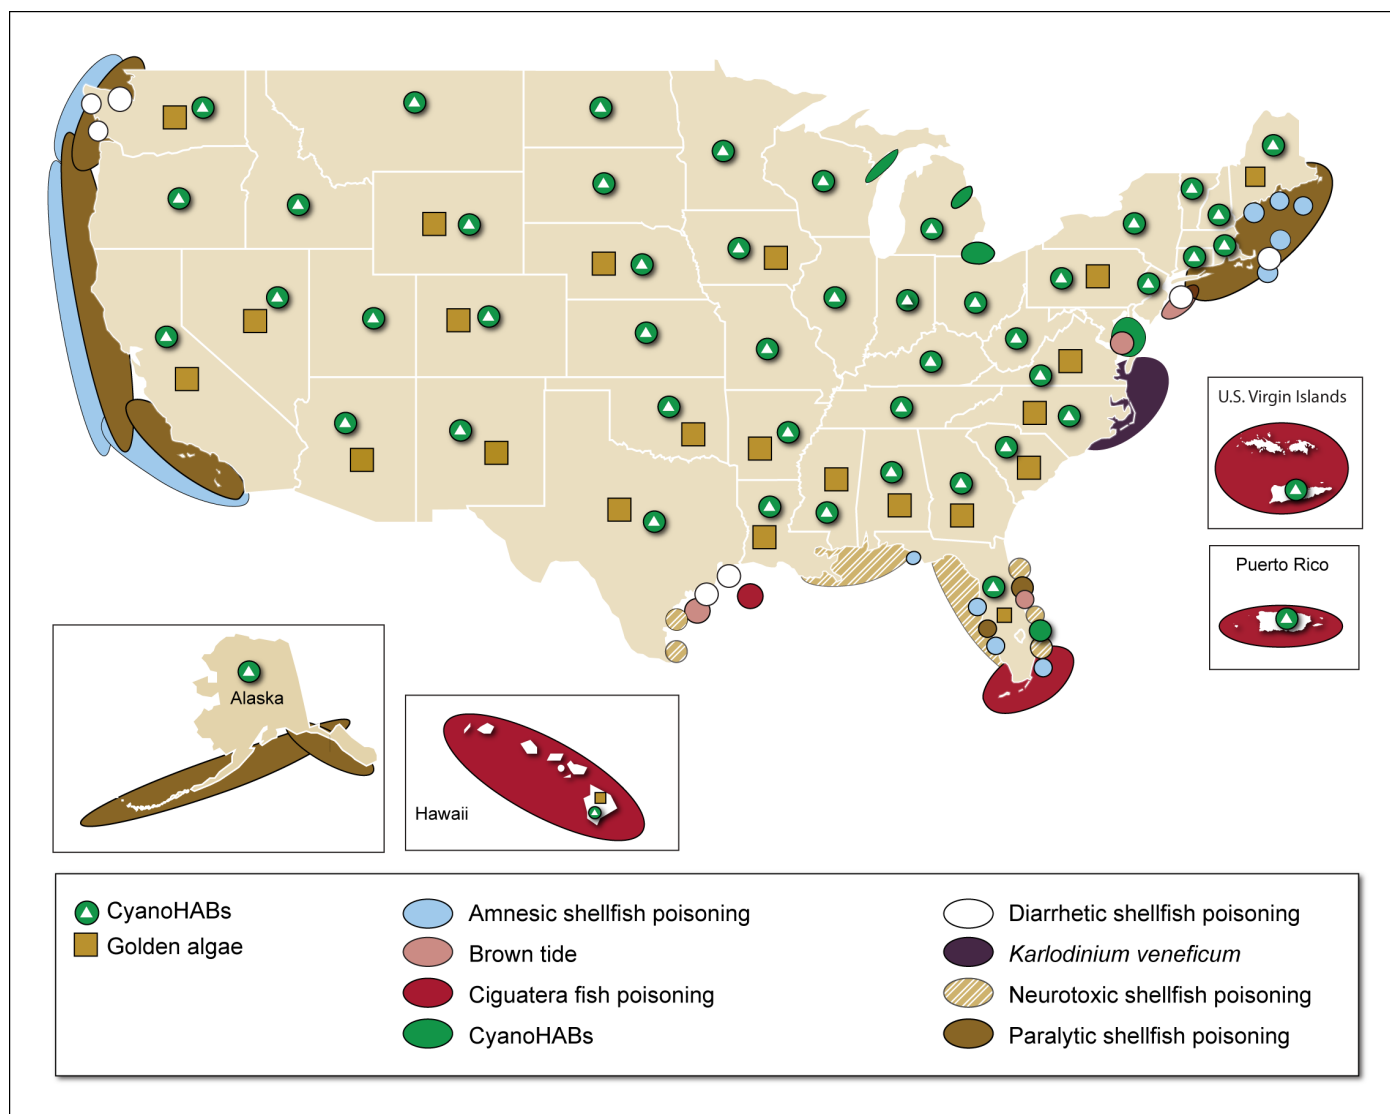 U.S. Virgin Islands
Puerto Rico
Alaska
Hawaii
CyanoHABs
Golden algae
Amnesic shellfish poisoning
Brown tide
Ciguatera fish poisoning
CyanoHABs
Diarrhetic shellfish poisoning
Karlodinium veneficum
Neurotoxic shellfish poisoning
Paralytic shellfish poisoning